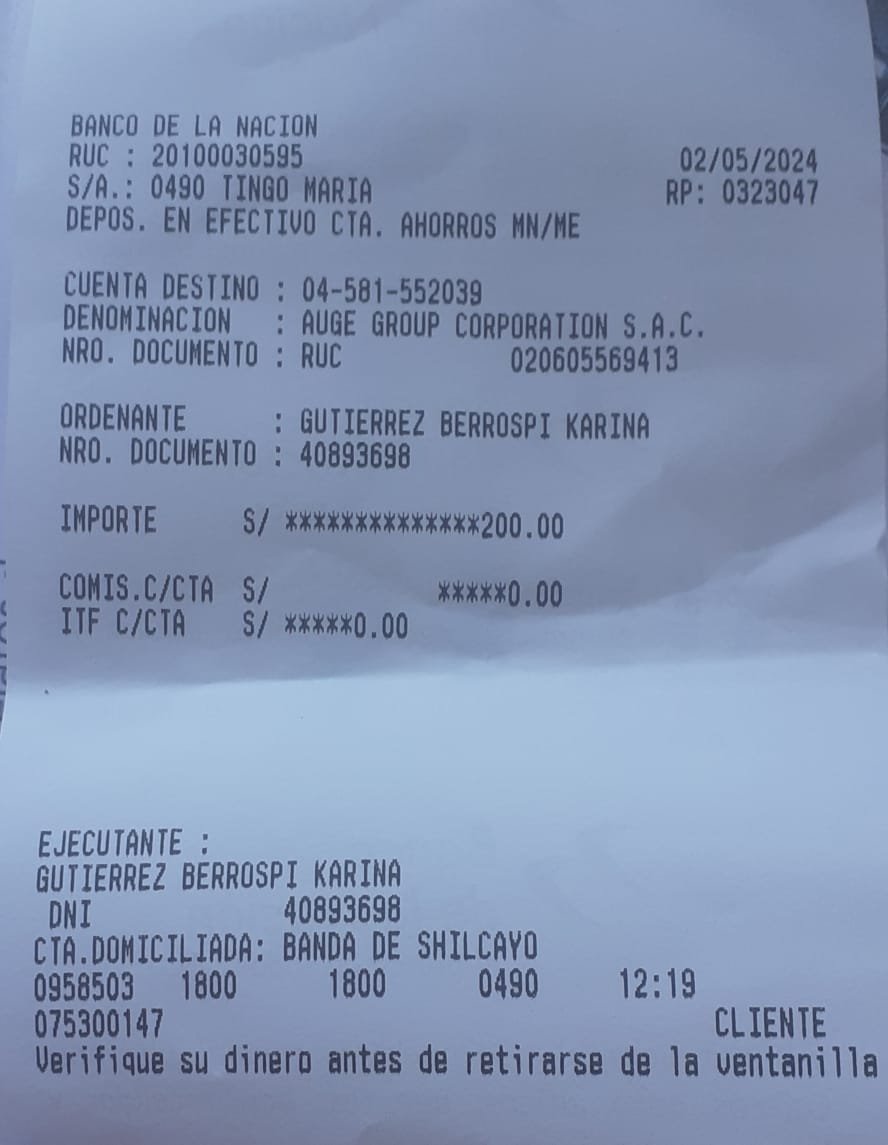 BANCO DE LA NACION
RUC : 20100030595 02/05/2024
S/A.: 0490 TINGO MARIA RP: 0323047
DEPOS. EN EFECTIVO CTA. AHORROS MN/ME
CUENTA DESTINO : 04-581-552039
DENOMINACION : AUGE GROUP CORPORATION S.A.C.
NRO. DOCUMENTO : RUC 020605569413
ORDENANTE : GUTIERREZ BERROSPI KARINA
NRO. DOCUMENTO : 40893698
IMPORTE S/ **************200.00
COMIS.C/CTA S/ *****0.00
ITF C/CTA S/ *****0.00
EJECUTANTE :
GUTIERREZ BERROSPI KARINA
DNI 40893698
CTA.DOMICILIADA: BANDA DE SHILCAYO
0958503 1800 1800 0490 12:19
075300147 CLIENTE
Verifique su dinero antes de retirarse de la ventanilla